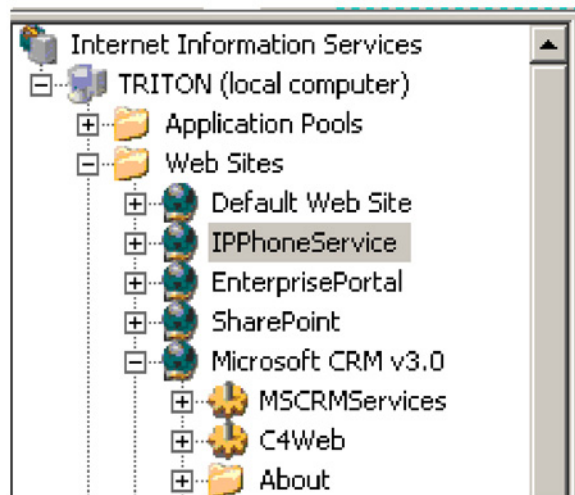 Internet Information Services
TRITON (local computer)
Application Pools
Web Sites
Default Web Site
IPPhoneService
EnterprisePortal
SharePoint
Microsoft CRM v3.0
MSCRMServices
C4Web
About